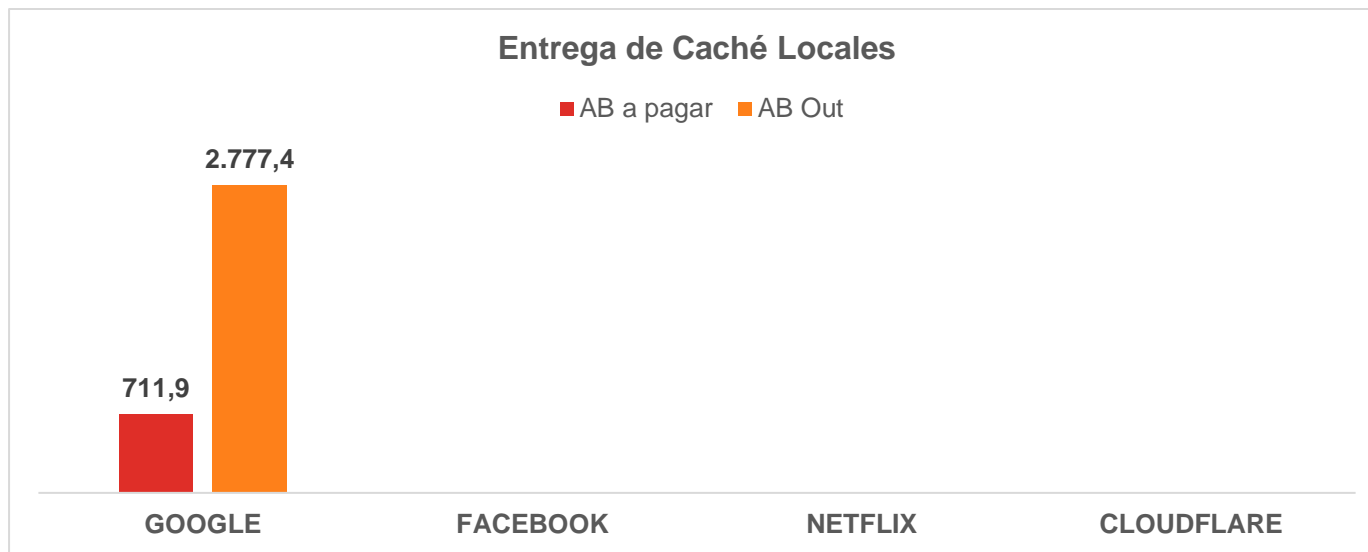 Entrega de Caché Locales
AB a pagar AB Out
2.777,4
711,9
GOOGLE FACEBOOK NETFLIX CLOUDFLARE